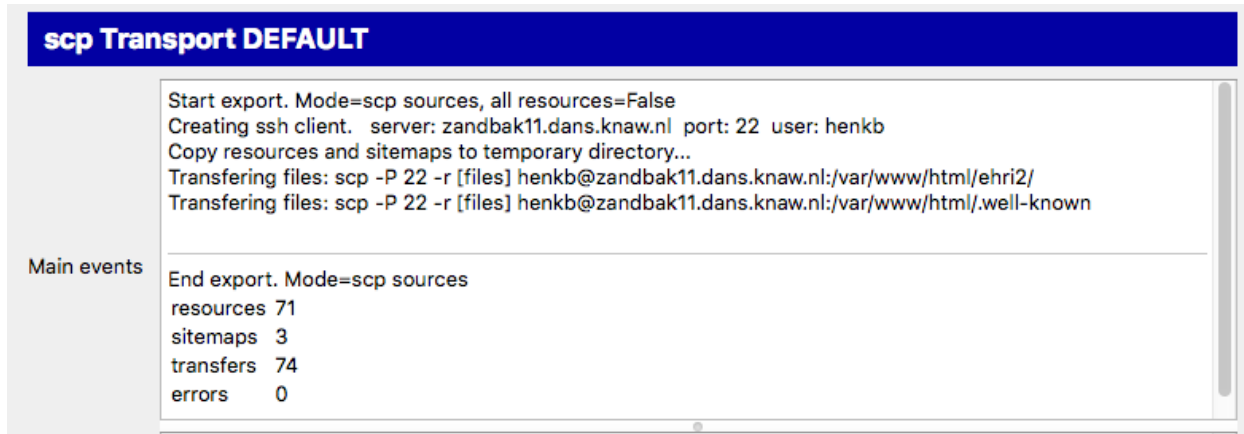 scp Transport DEFAULT
Start export. Mode=scp sources, all resources=False
Creating ssh client. server: zandbak11.dans.knaw.nl port: 22 user: henkb
Copy resources and sitemaps to temporary directory...
Transfering files: scp -P 22 -r [files] henkb@zandbak11.dans.knaw.nl:/var/www/html/ehri2/
Transfering files: scp -P 22 -r [files] henkb@zandbak11.dans.knaw.nl:/var/www/html/.well-known
Main events
End export. Mode=scp sources
resources 71
sitemaps 3
transfers 74
errors 0